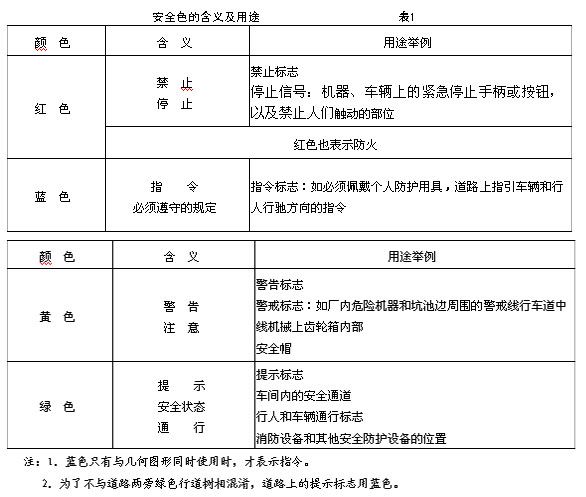 安全色的含义及用途 表1
颜 色 含 义 用途举例
红 色
禁 止
停 止
禁止标志
停止信号：机器、车辆上的紧急停止手柄或按钮，
以及禁止人们触动的部位
红色也表示防火
蓝 色
指 令
必须遵守的规定
指令标志：如必须佩戴个人防护用具，道路上指引车辆和行
人行驰方向的指令
颜 色 含 义 用途举例
黄 色
警 告
注 意
警告标志
警戒标志：如厂内危险机器和坑池边周围的警戒线行车道中
线机械上齿轮箱内部
安全帽
绿 色
提 示
安全状态
通 行
提示标志
车间内的安全通道
行人和车辆通行标志
消防设备和其他安全防护设备的位置
注：1．蓝色只有与几何图形同时使用时，才表示指令。
2．为了不与道路两旁绿色行道树相混淆，道路上的提示标志用蓝色。